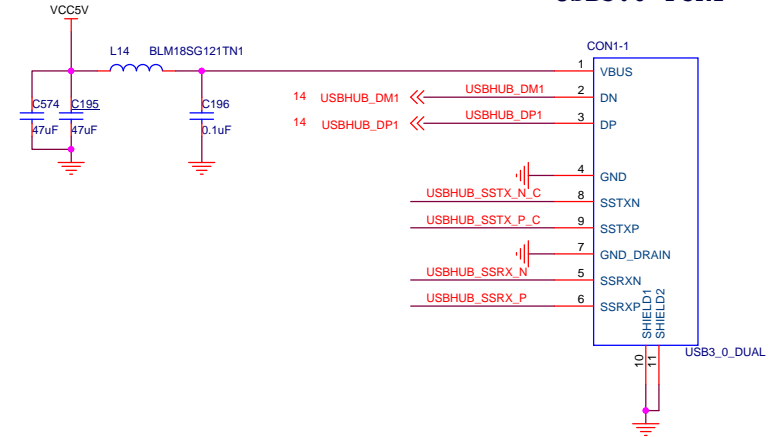 VCC5V
L14 BLM18SG121TN1
CON1-1
C574
47uF
C195
47uF
C196
0.1uF
14 USBHUB_DM1
USBHUB_DM1
14 USBHUB_DP1
USBHUB_DP1
USBHUB_SSTX_N_C
USBHUB_SSTX_P_C
USBHUB_SSRX_N
USBHUB_SSRX_P
1 VBUS
2 DN
3 DP
4 GND
8 SSTXN
9 SSTXP
7 GND_DRAIN
5 SSRXN
6 SSRXP
SHIELD1
SHIELD2
10
11
USB3_0_DUAL